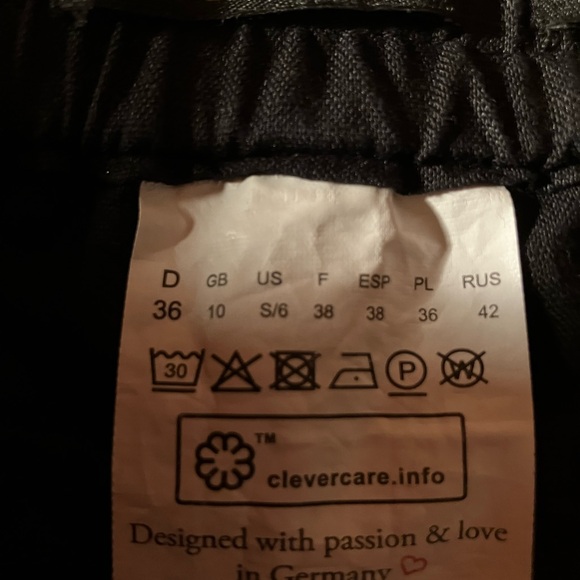 D GB US F ESP PL RUS
36 10 S/6 38 38 36 42
30 P W
TM
clevercare.info
Designed with passion & love
in Germany